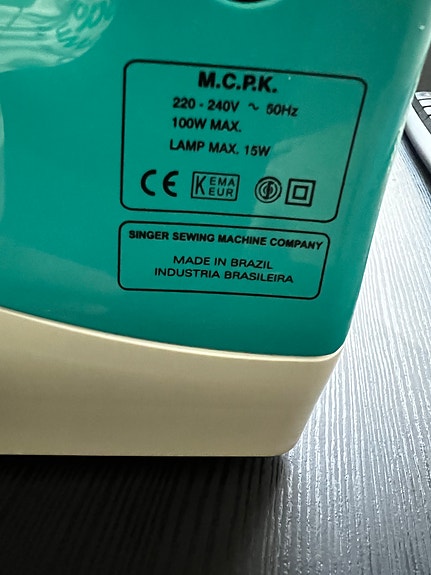 M.C.P.K.
220 - 240V ~ 50Hz
100W MAX.
LAMP MAX. 15W
CE KEMA KEUR
SINGER SEWING MACHINE COMPANY
MADE IN BRAZIL
INDUSTRIA BRASILEIRA